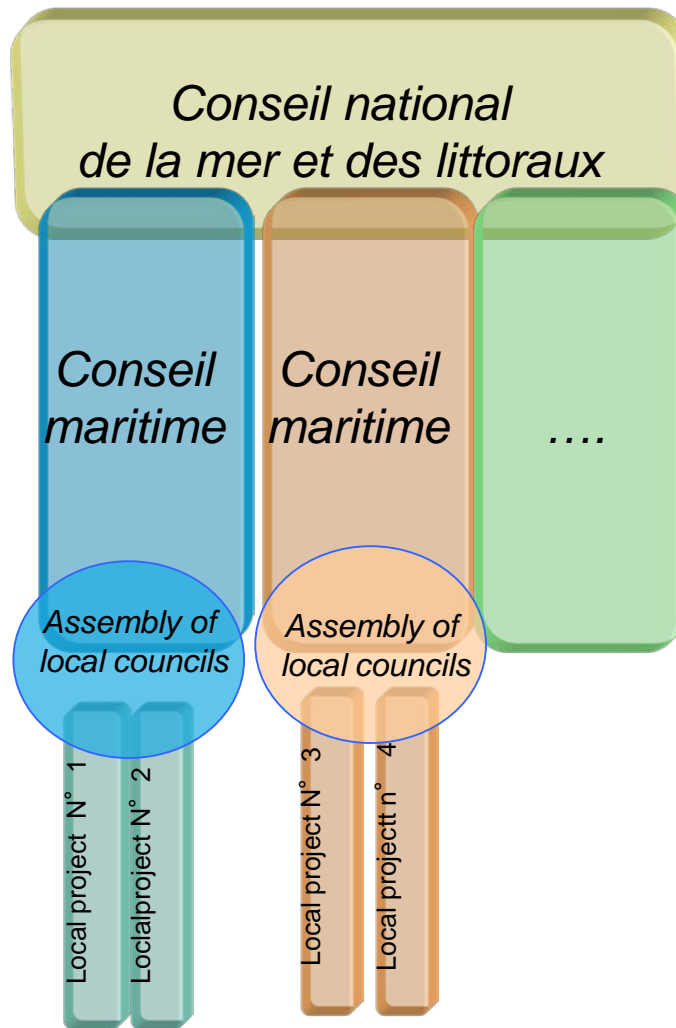 Conseil national
de la mer et des littoraux
Conseil
maritime
Conseil
maritime
....
Assembly of
local councils
Assembly of
local councils
Local project N° 1
Loclalproject N° 2
Local project N° 3
Local projectt n° 4